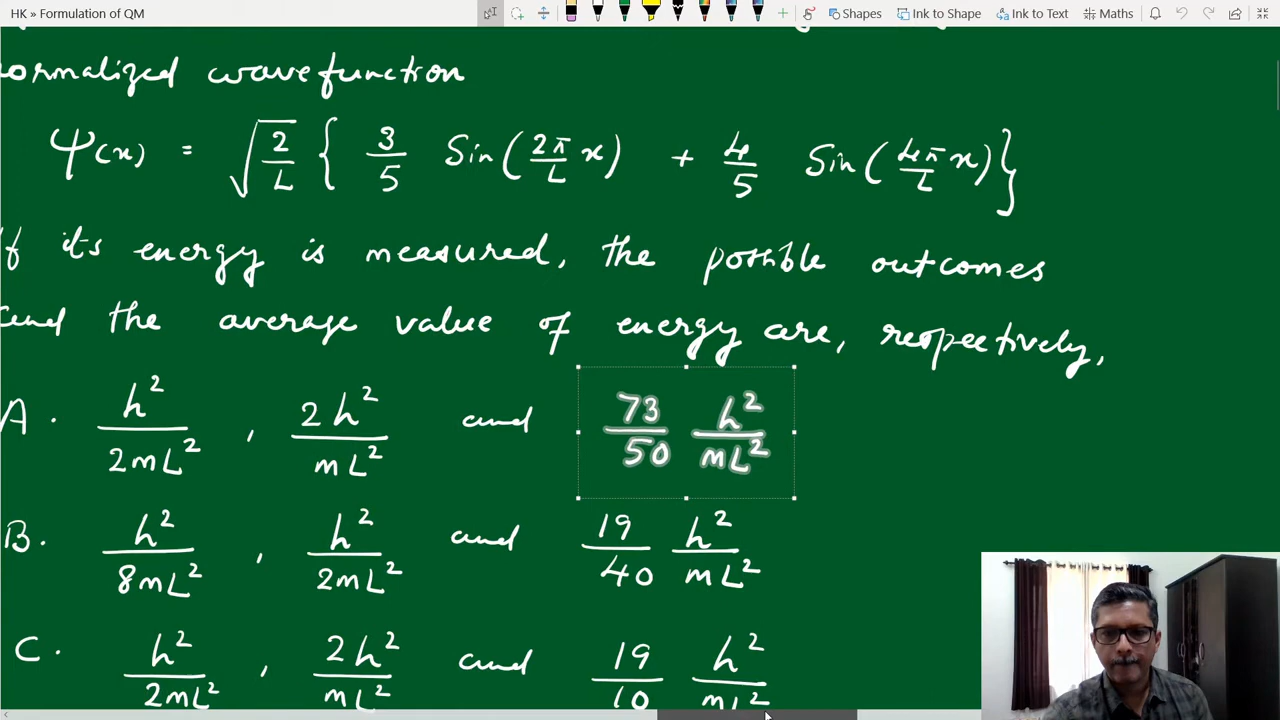 HK » Formulation of QM
Shapes Ink to Shape Ink to Text Maths
ormalized wavefunction
ψ(x) = √(2/L) { 3/5 Sin(2π/L x) + 4/5 Sin(4π/L x) }
If its energy is measured, the possible outcomes
and the average value of energy are, respectively,
A. h²/2mL² , 2h²/mL² and 73/50 h²/mL²
B. h²/8mL² , h²/2mL² and 19/40 h²/mL²
C. h²/2mL² , 2h²/mL² and 19/10 h²/mL²